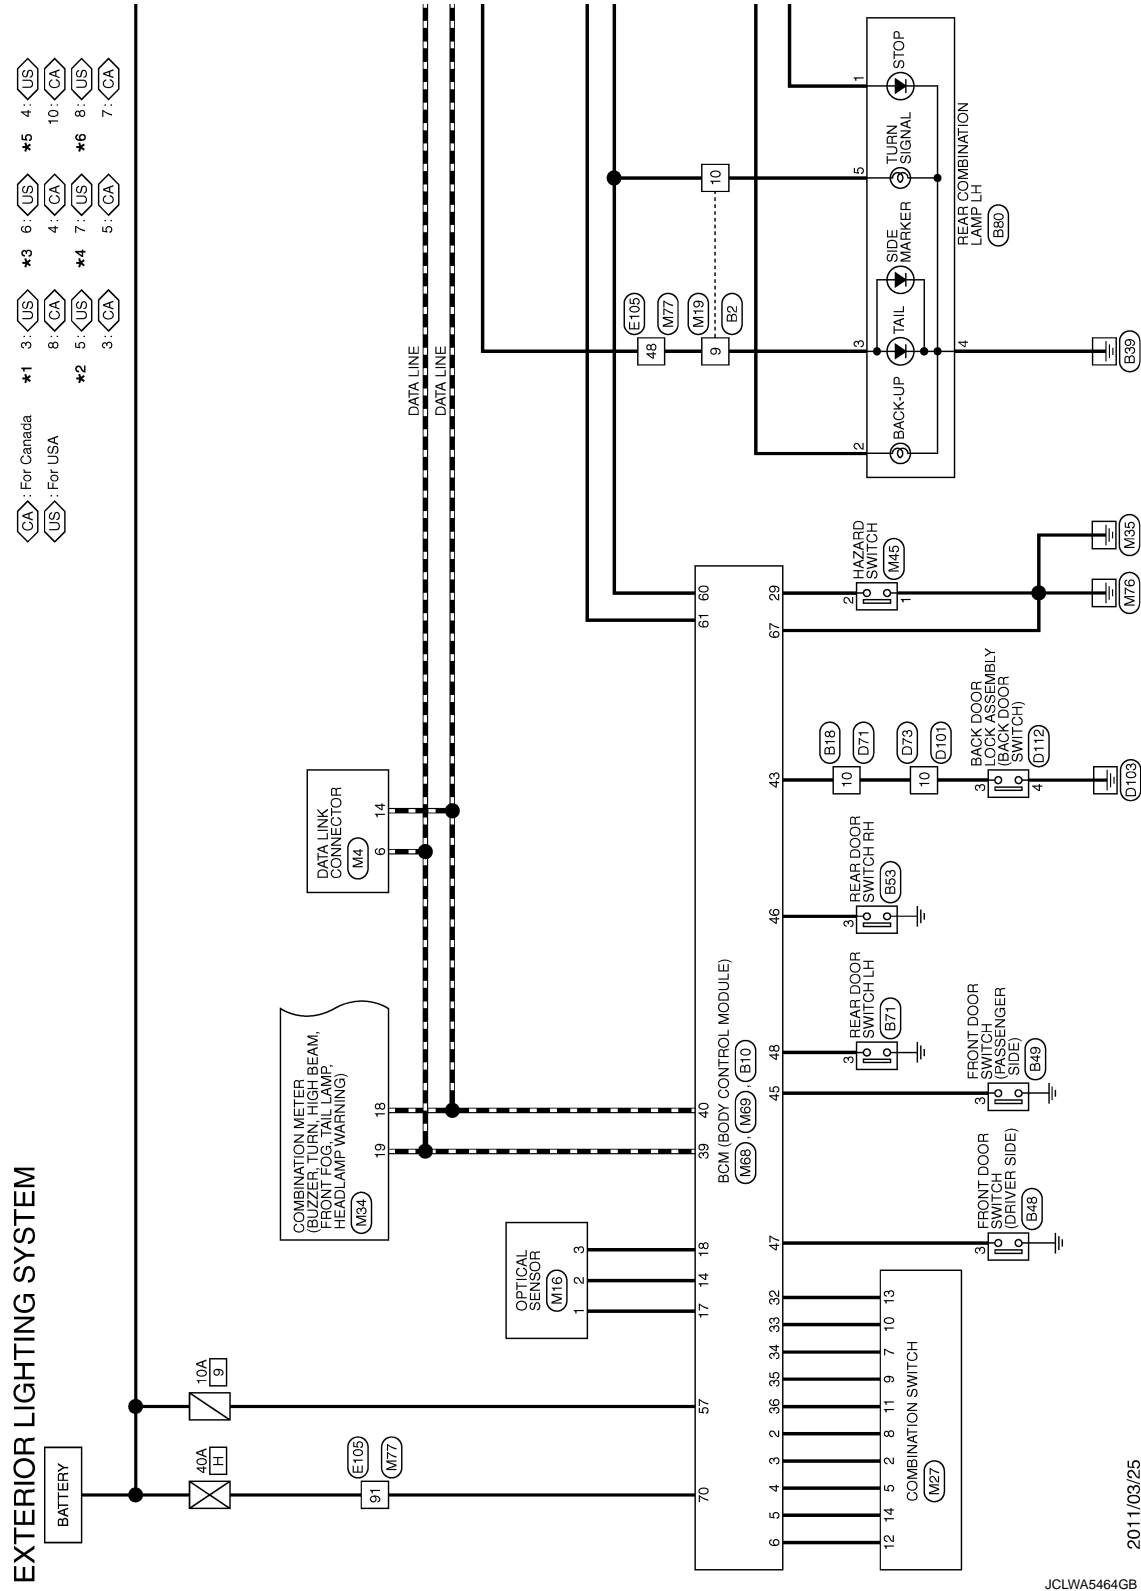 EXTERIOR LIGHTING SYSTEM
CA : For Canada
US : For USA
*1 3: US
8: CA
*2 5: US
3: CA
*3 6: US
4: CA
*4 7: US
5: CA
*5 4: US
10: CA
*6 8: US
7: CA
BATTERY
40A
H
10A
9
91
E105
M77
COMBINATION METER
(BUZZER, TURN, HIGH BEAM,
FRONT FOG, TAIL LAMP,
HEADLAMP WARNING)
M34
19
18
DATA LINK
CONNECTOR
M4
6
14
DATA LINE
DATA LINE
OPTICAL
SENSOR
M16
1
2
3
70
57
17
14
18
39
40
61
60
BCM (BODY CONTROL MODULE)
M68 , M69 , B10
6
5
4
3
2
36
35
34
33
32
47
45
48
46
43
67
29
12
14
5
2
8
11
9
7
10
13
COMBINATION SWITCH
M27
FRONT DOOR
SWITCH
(DRIVER SIDE)
B48
3
FRONT DOOR
SWITCH
(PASSENGER
SIDE)
B49
3
REAR DOOR
SWITCH LH
B71
3
REAR DOOR
SWITCH RH
B53
3
10
B18
D71
10
D73
D101
BACK DOOR
LOCK ASSEMBLY
(BACK DOOR
SWITCH)
D112
3
4
D103
HAZARD
SWITCH
M45
2
1
M76
M35
48
E105
M77
9
M19
B2
10
2
3
5
1
BACK-UP
TAIL
SIDE
MARKER
TURN
SIGNAL
STOP
4
REAR COMBINATION
LAMP LH
B80
B39
2011/03/25
JCLWA5464GB